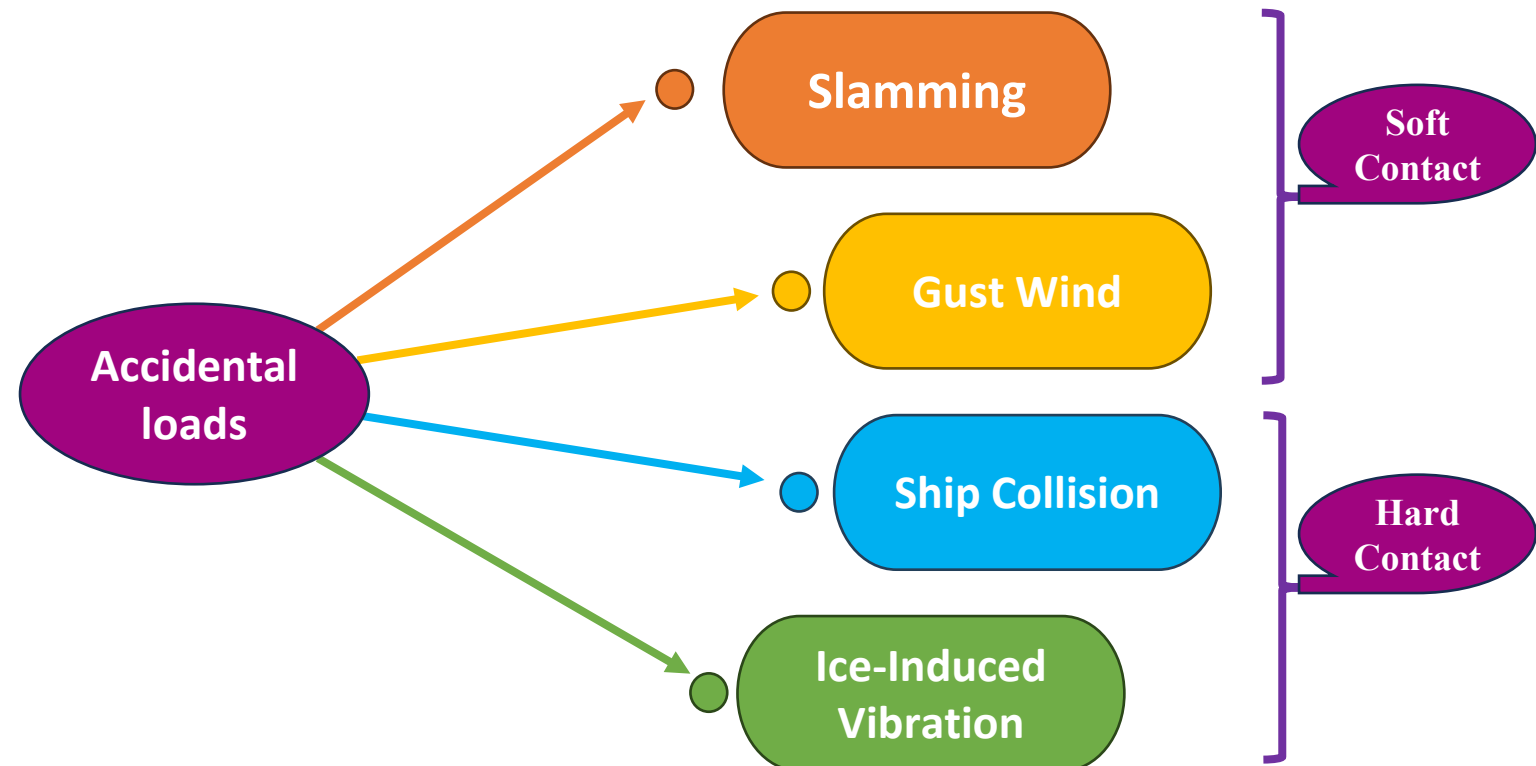 Slamming
Soft
Contact
Gust Wind
Accidental
loads
Ship Collision
Hard
Contact
Ice-Induced
Vibration